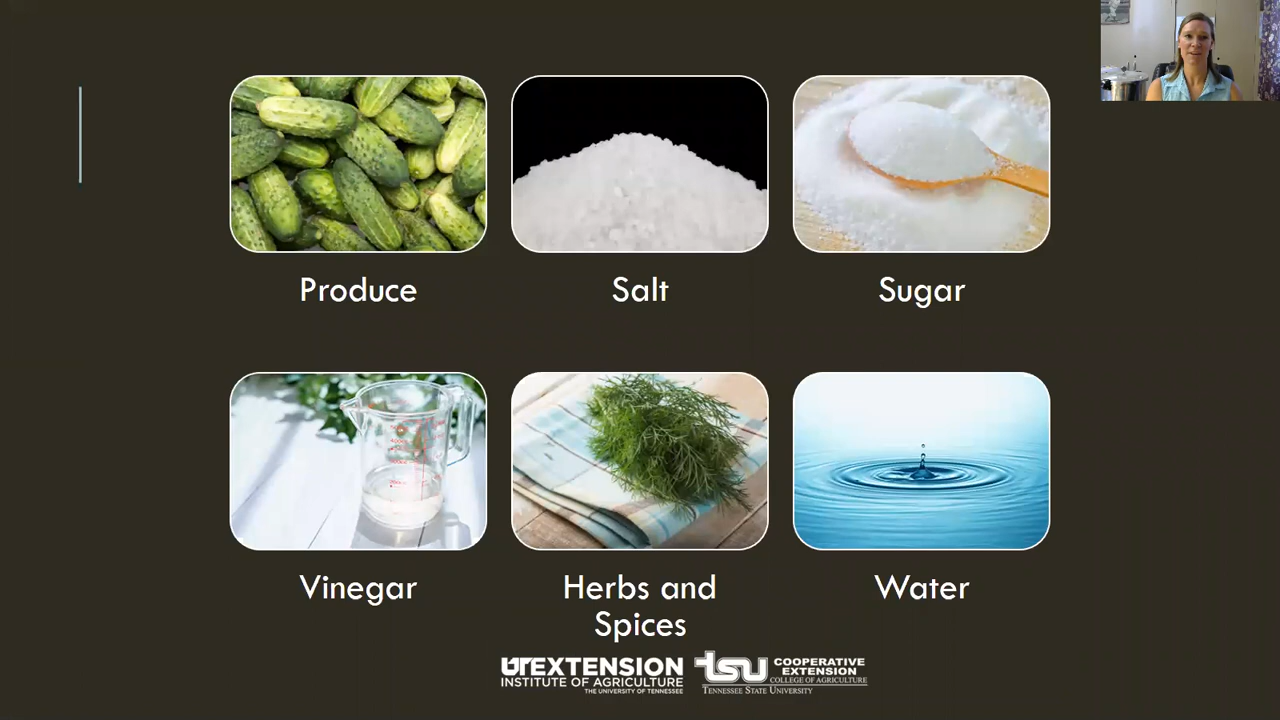 Produce
Salt
Sugar
Vinegar
Herbs and
Spices
Water
UTEXTENSION
INSTITUTE OF AGRICULTURE
THE UNIVERSITY OF TENNESSEE
tsu
COOPERATIVE
EXTENSION
COLLEGE OF AGRICULTURE
TENNESSEE STATE UNIVERSITY